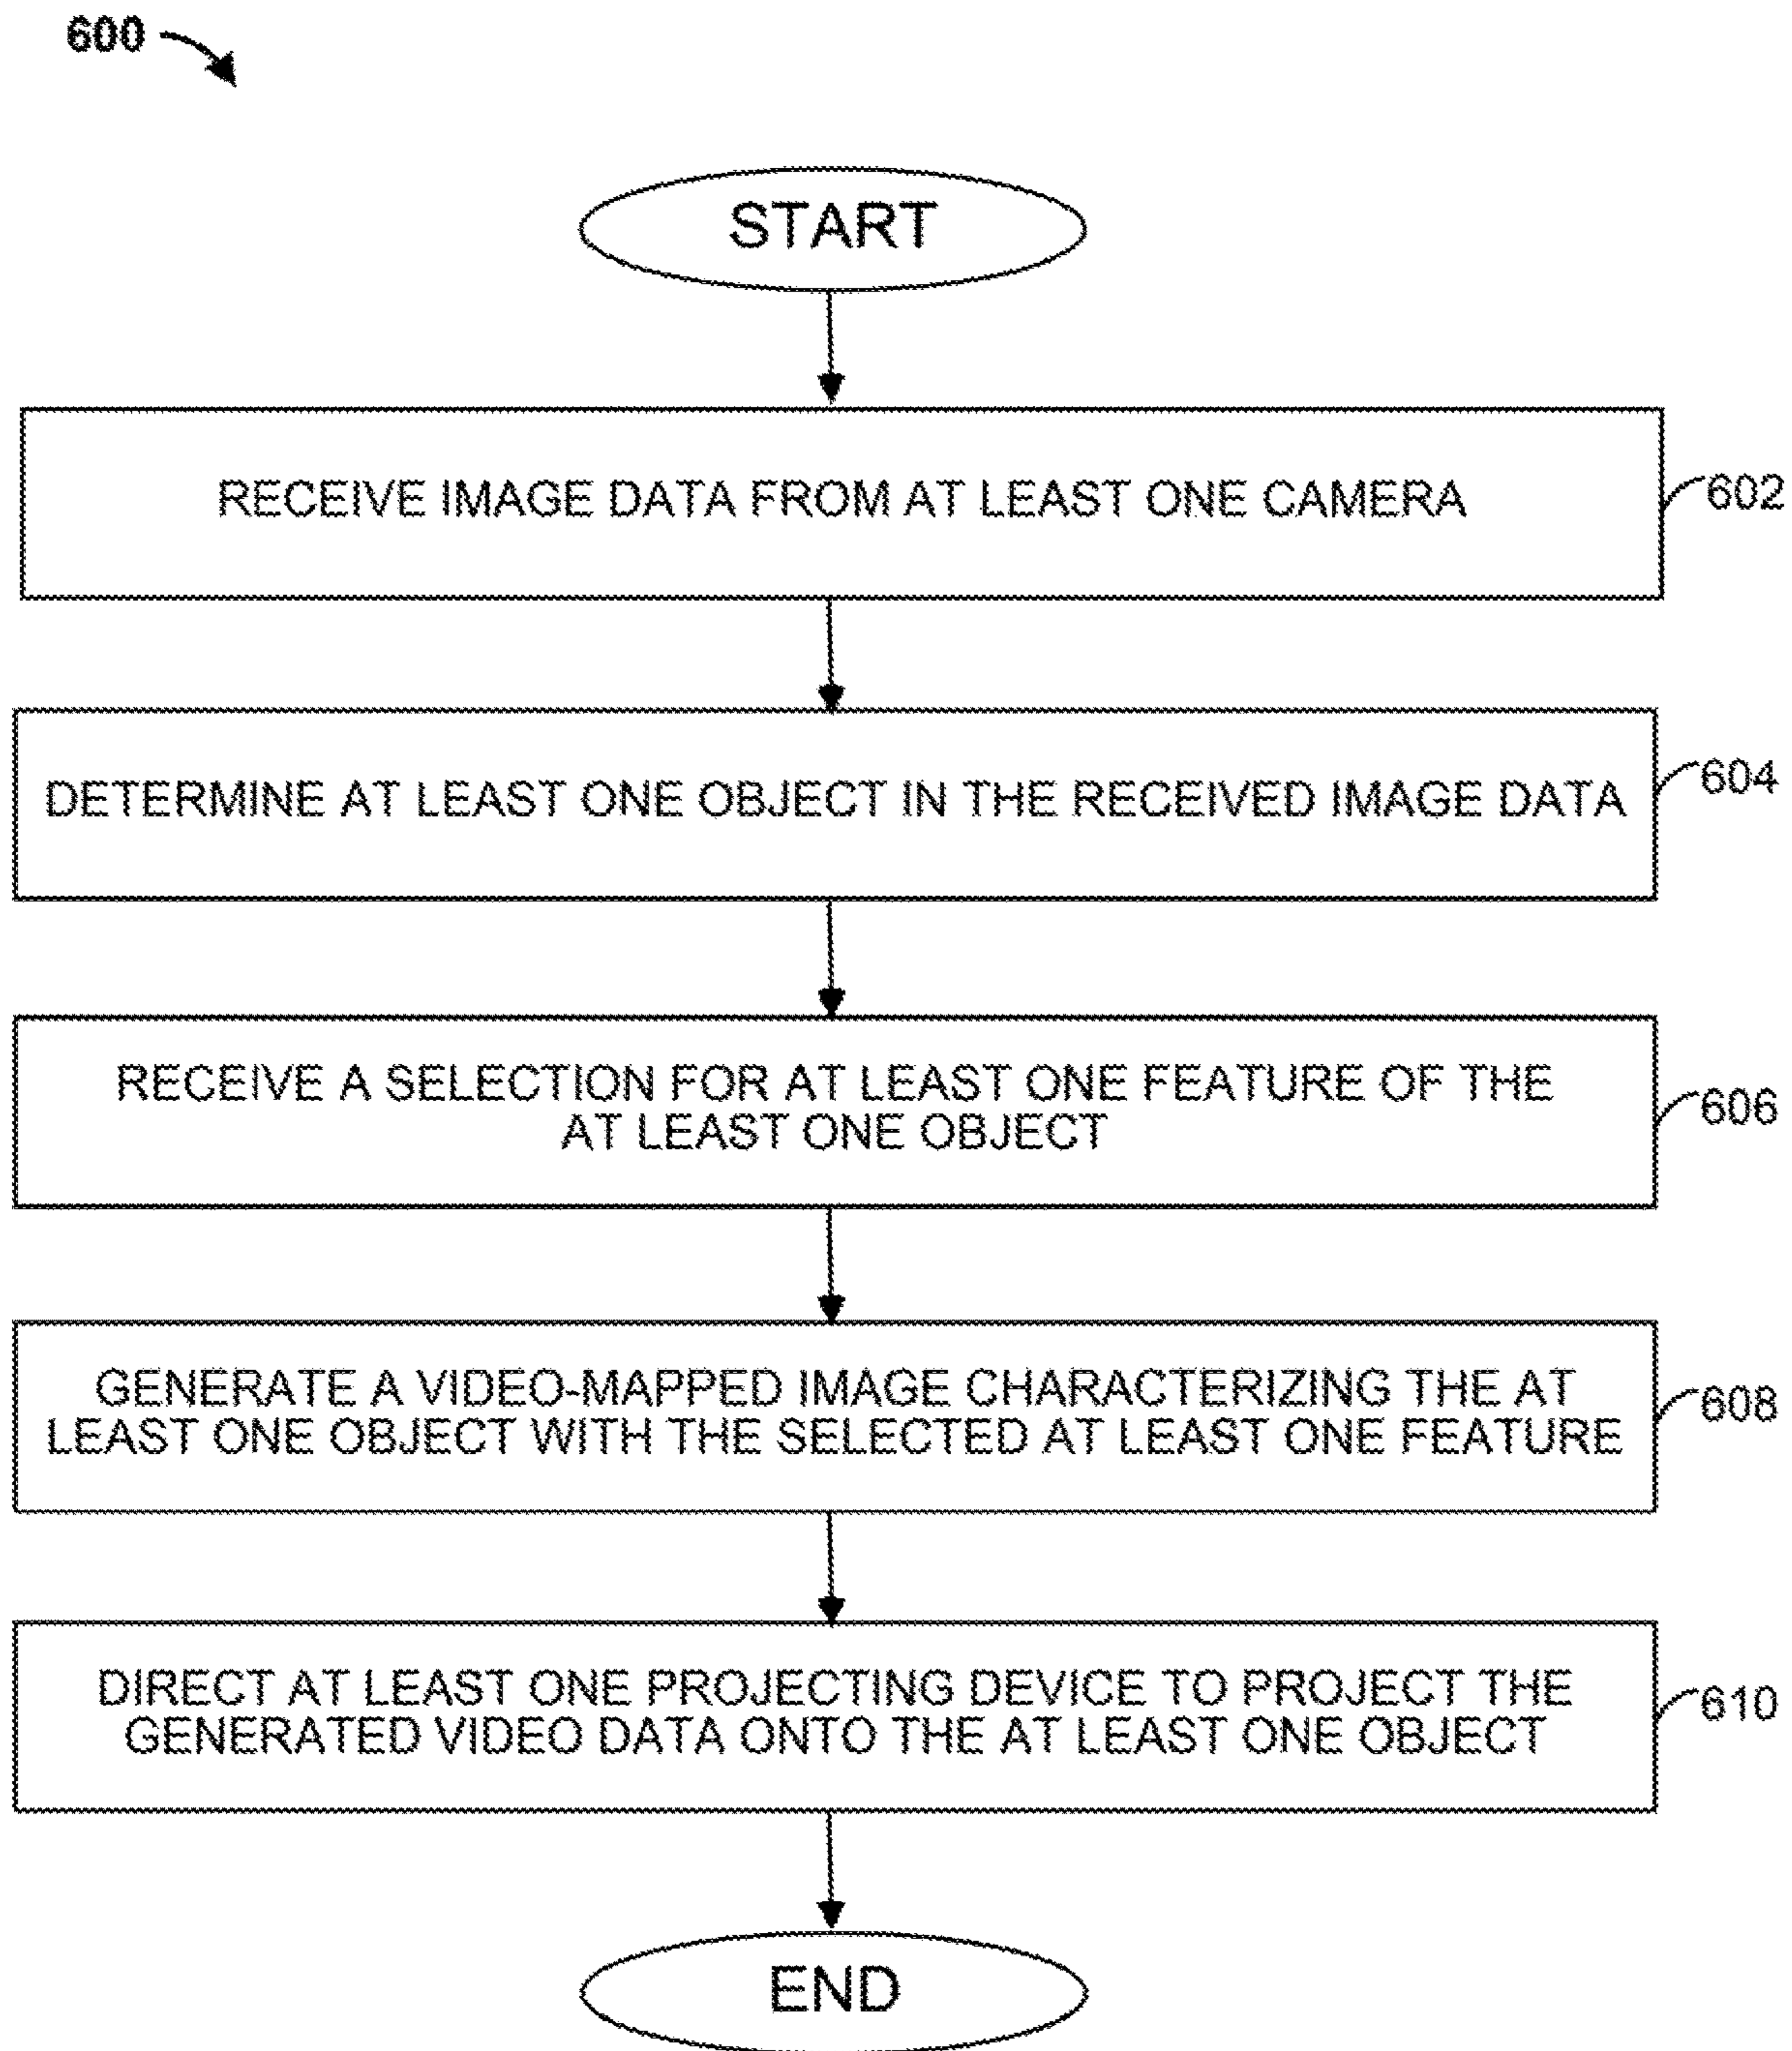 600
START
RECEIVE IMAGE DATA FROM AT LEAST ONE CAMERA
602
DETERMINE AT LEAST ONE OBJECT IN THE RECEIVED IMAGE DATA
604
RECEIVE A SELECTION FOR AT LEAST ONE FEATURE OF THE
AT LEAST ONE OBJECT
606
GENERATE A VIDEO-MAPPED IMAGE CHARACTERIZING THE AT
LEAST ONE OBJECT WITH THE SELECTED AT LEAST ONE FEATURE
608
DIRECT AT LEAST ONE PROJECTING DEVICE TO PROJECT THE
GENERATED VIDEO DATA ONTO THE AT LEAST ONE OBJECT
610
END